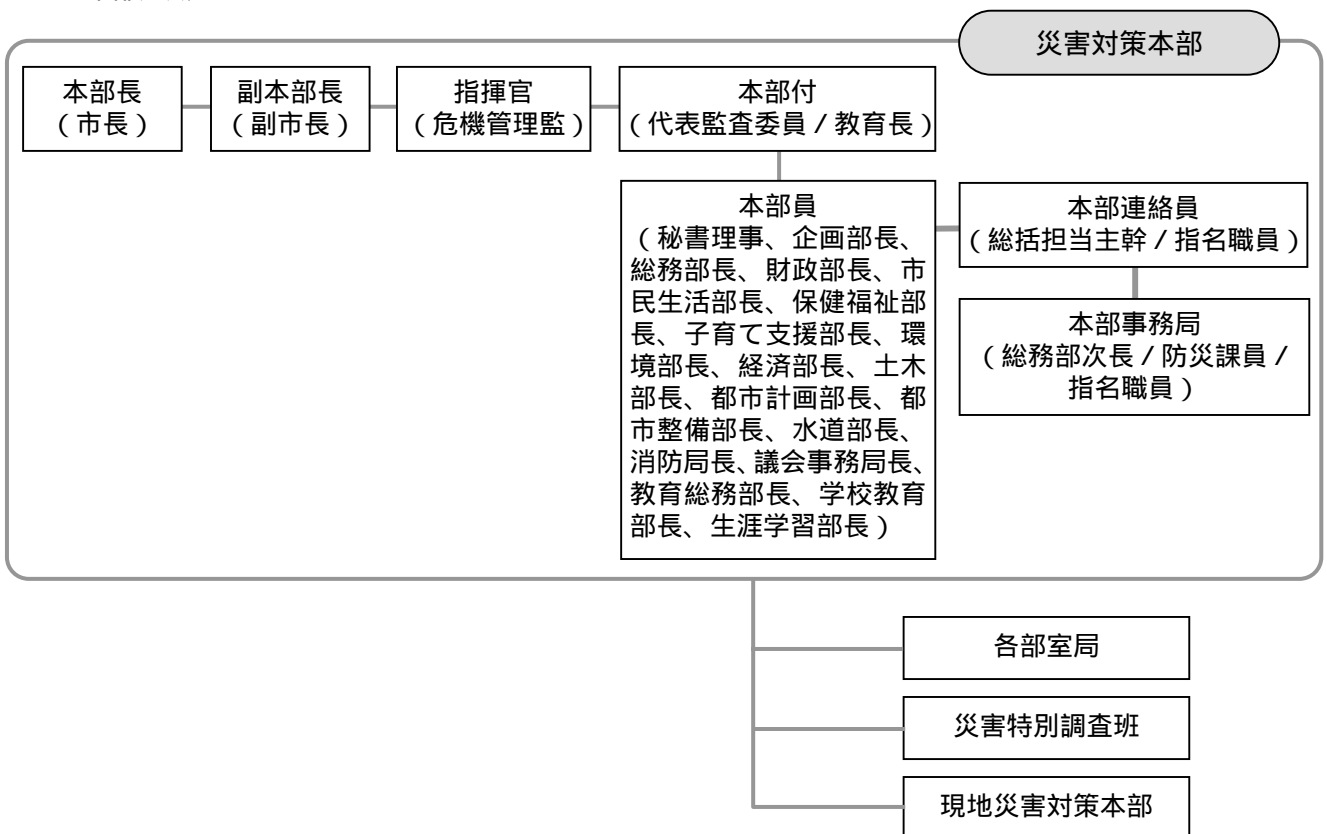 災害対策本部
本部長
（市長）
副本部長
（副市長）
指揮官
（危機管理監）
本部付
（代表監査委員 / 教育長）
本部員
（秘書理事、企画部長、
総務部長、財政部長、市
民生活部長、保健福祉部
長、子育て支援部長、環
境部長、経済部長、土木
部長、都市計画部長、都
市整備部長、水道部長、
消防局長、議会事務局長、
教育総務部長、学校教育
部長、生涯学習部長）
本部連絡員
（総括担当主幹 / 指名職員）
本部事務局
（総務部次長 / 防災課員 /
指名職員）
各部室局
災害特別調査班
現地災害対策本部